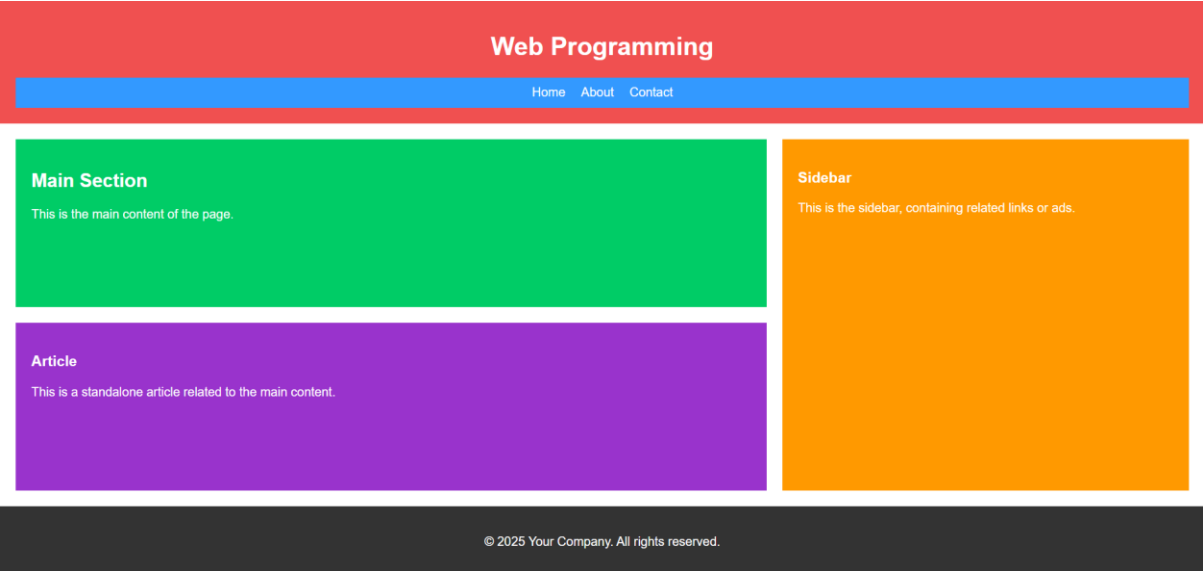 Web Programming
Home About Contact
Main Section
This is the main content of the page.
Article
This is a standalone article related to the main content.
Sidebar
This is the sidebar, containing related links or ads.
© 2025 Your Company. All rights reserved.